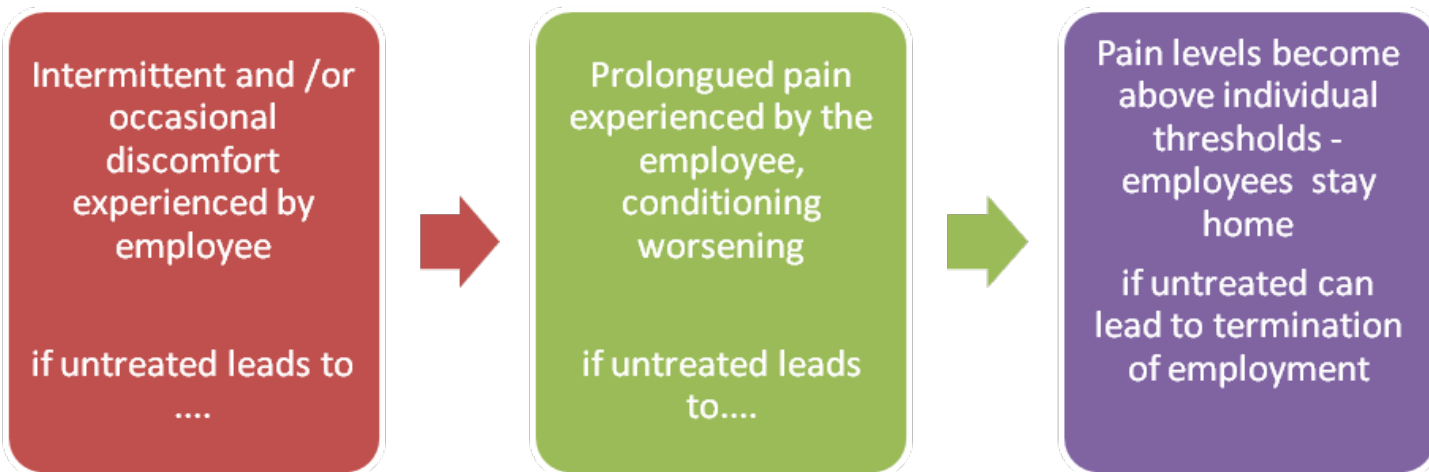 Intermittent and /or
occasional
discomfort
experienced by
employee
if untreated leads to
....
Prolongued pain
experienced by the
employee,
conditioning
worsening
if untreated leads
to....
Pain levels become
above individual
thresholds -
employees  stay
home
if untreated can
lead to termination
of employment